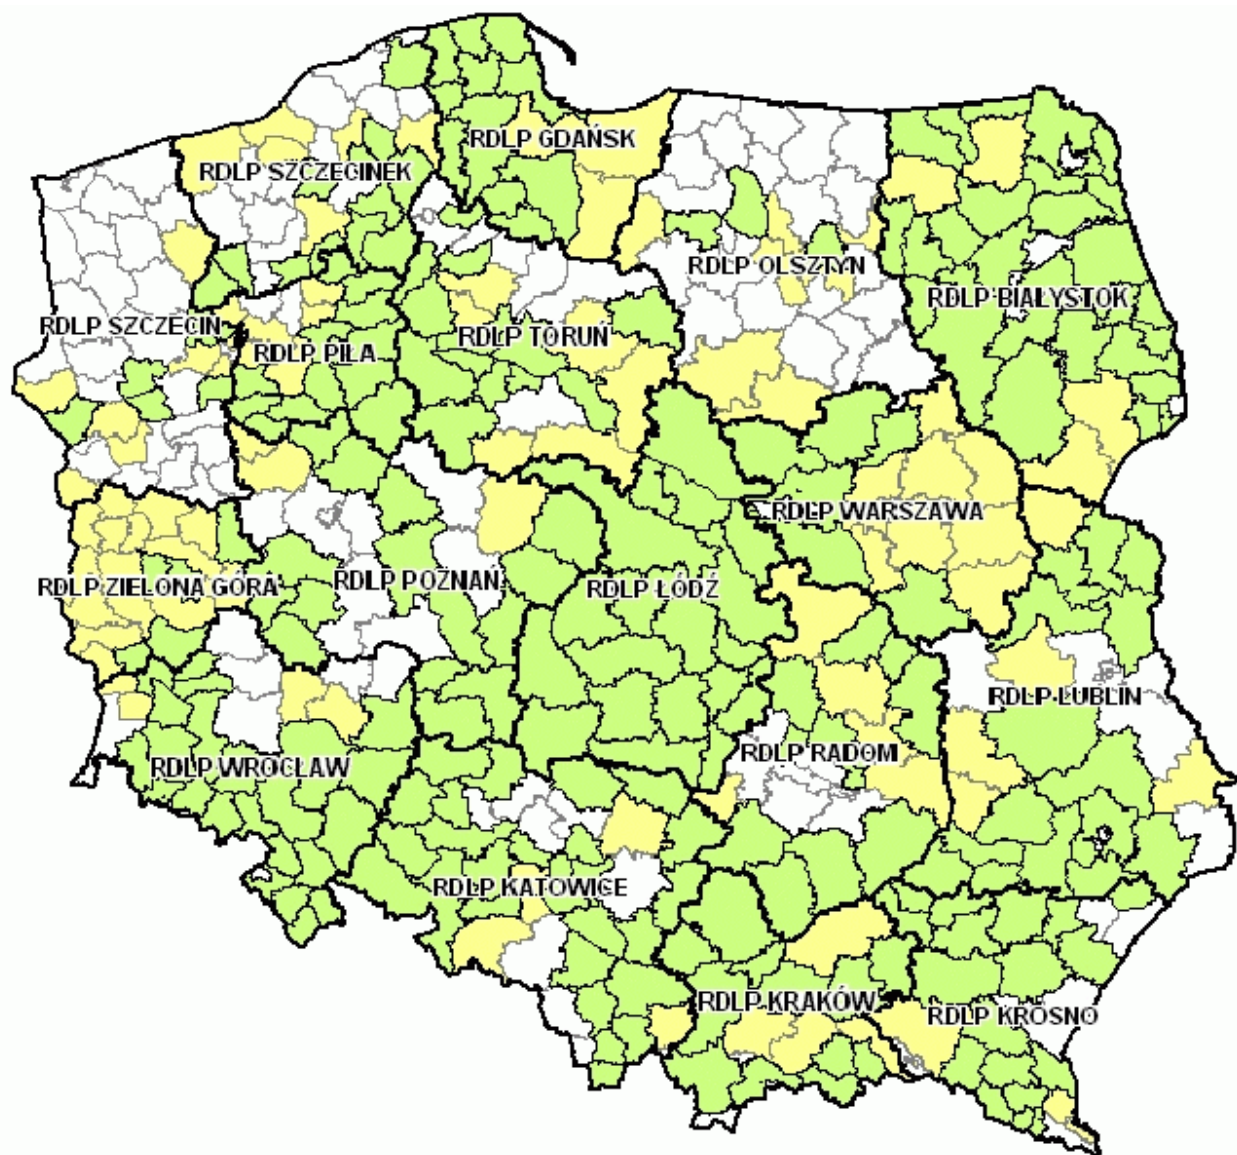 RDLP GDAŃSK
RDLP SZCZECINEK
RDLP OLSZTYN
RDLP BIAŁYSTOK
RDLP SZCZECIN
RDLP TORUŃ
RDLP PIŁA
RDLP WARSZAWA
RDLP ZIELONA GÓRA
RDLP POZNAŃ
RDLP ŁÓDŹ
RDLP LUBLIN
RDLP RADOM
RDLP WROCŁAW
RDLP KATOWICE
RDLP KRAKÓW
RDLP KROSNO